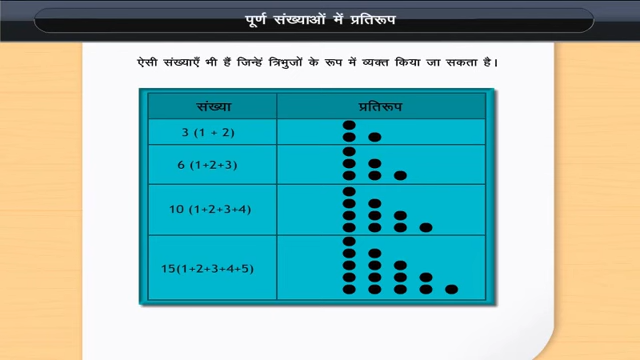 पूर्ण संख्याओं में प्रतिरूप
ऐसी संख्याएँ भी हैं जिन्हें त्रिभुजों के रूप में व्यक्त किया जा सकता है।
संख्या प्रतिरूप
3 (1 + 2)
6 (1+2+3)
10 (1+2+3+4)
15(1+2+3+4+5)